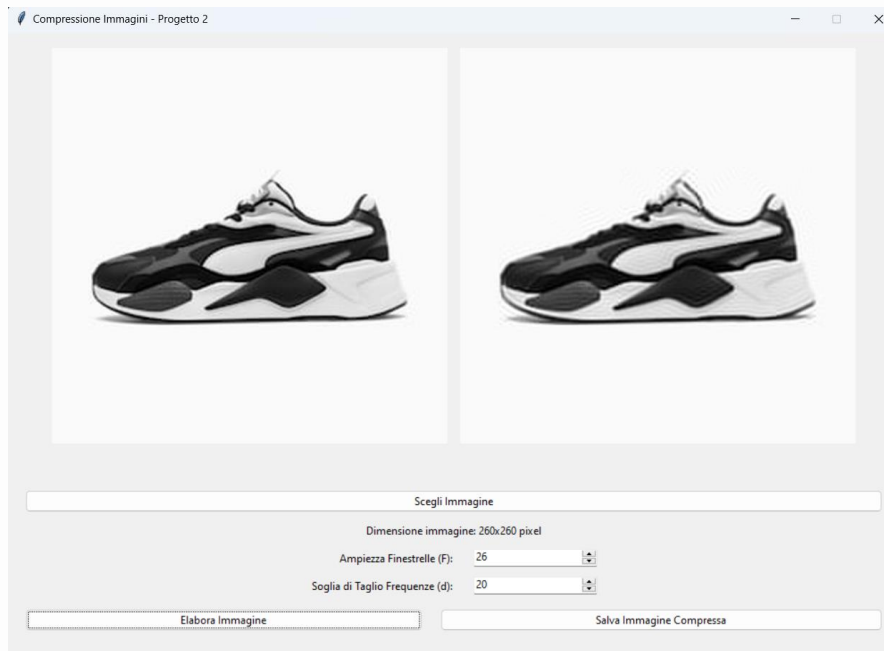 Compressione Immagini - Progetto 2
Scegli Immagine
Dimensione immagine: 260x260 pixel
Ampiezza Finestrelle (F): 26
Soglia di Taglio Frequenze (d): 20
Elabora Immagine Salva Immagine Compressa